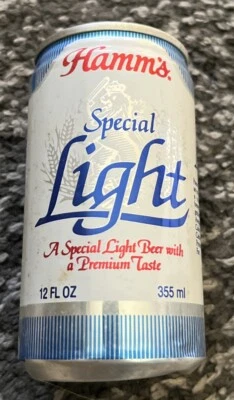 Hamm's.
Special
Light
A Special Light Beer with
a Premium Taste
12 FL OZ 355 ml